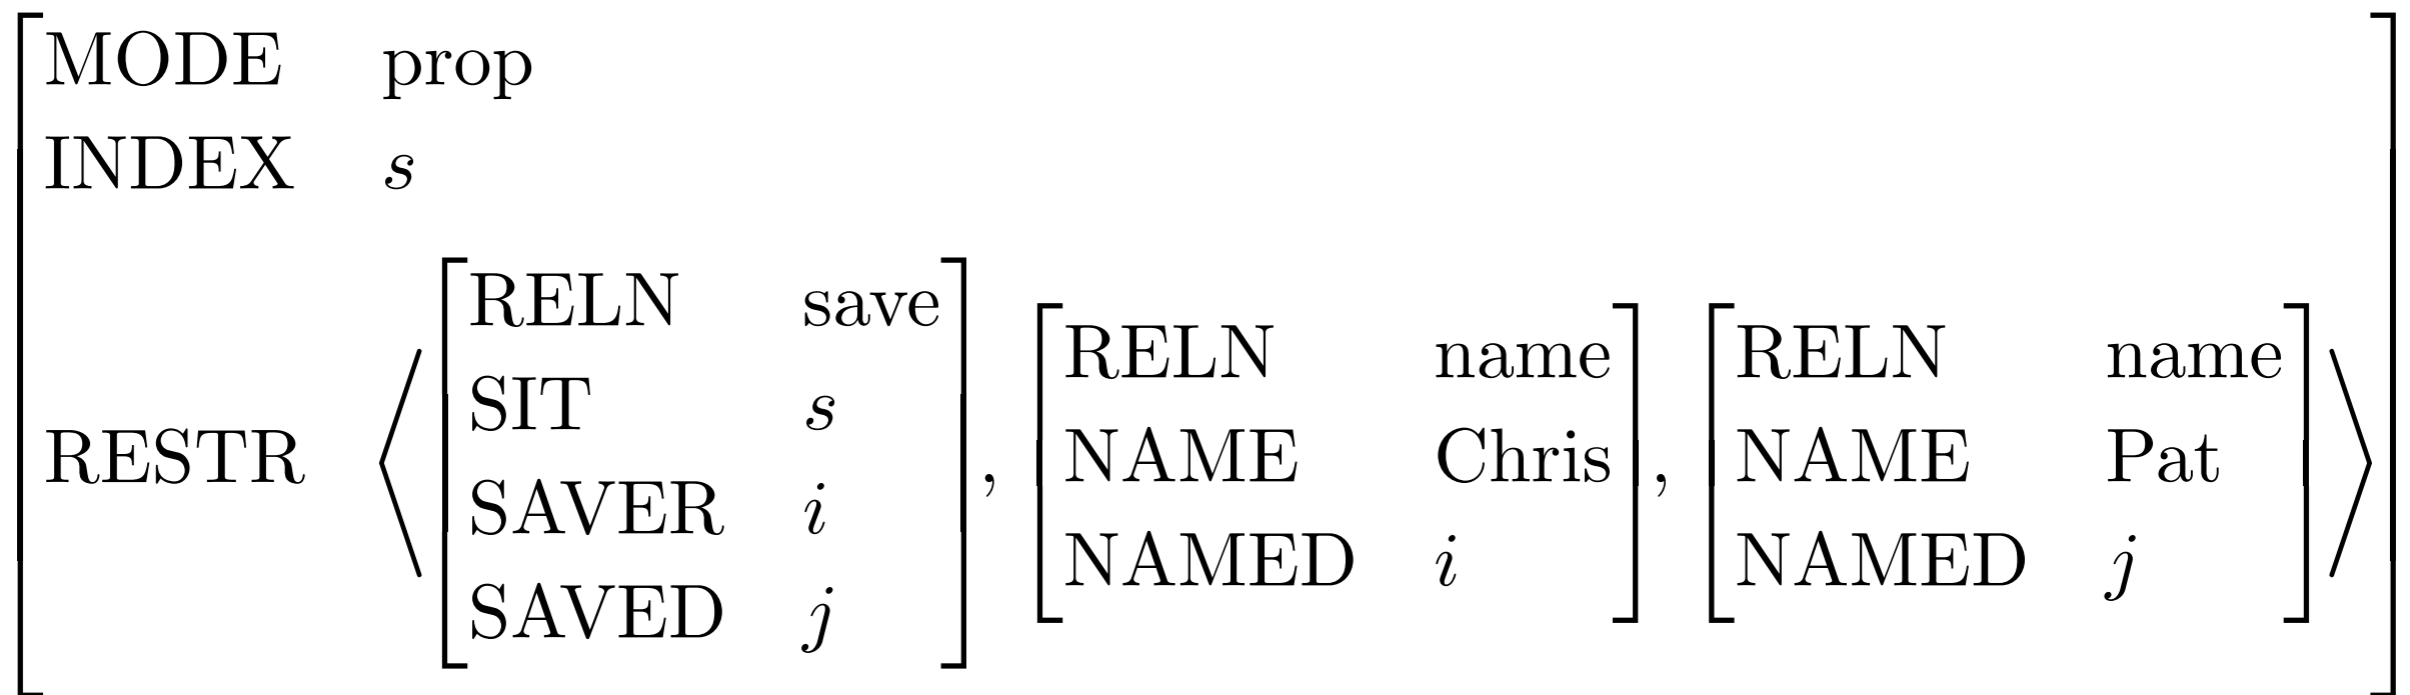 MODE prop
INDEX s
RELN save
SIT s
SAVER i
SAVED j
RELN name
NAME Chris
NAMED i
RELN name
NAME Pat
NAMED j
RESTR ⟨ , , ⟩